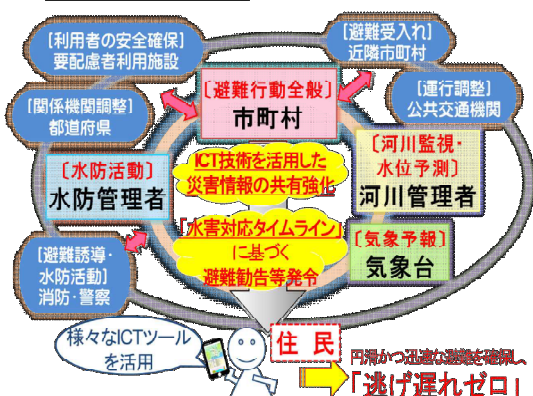 [利用者の安全確保]
要配慮者利用施設
[避難受入れ]
近隣市町村
[関係機関調整]
都道府県
〔避難行動全般〕
市町村
[運行調整]
公共交通機関
〔水防活動〕
水防管理者
ICT技術を活用した
災害情報の共有強化
〔河川監視・
水位予測〕
河川管理者
「水害対応タイムライン」
に基づく
避難勧告等発令
〔気象予報〕
気象台
[避難誘導・
水防活動]
消防・警察
様々なICTツール
を活用
住 民
円滑かつ迅速な避難を確保し、
「逃げ遅れゼロ」